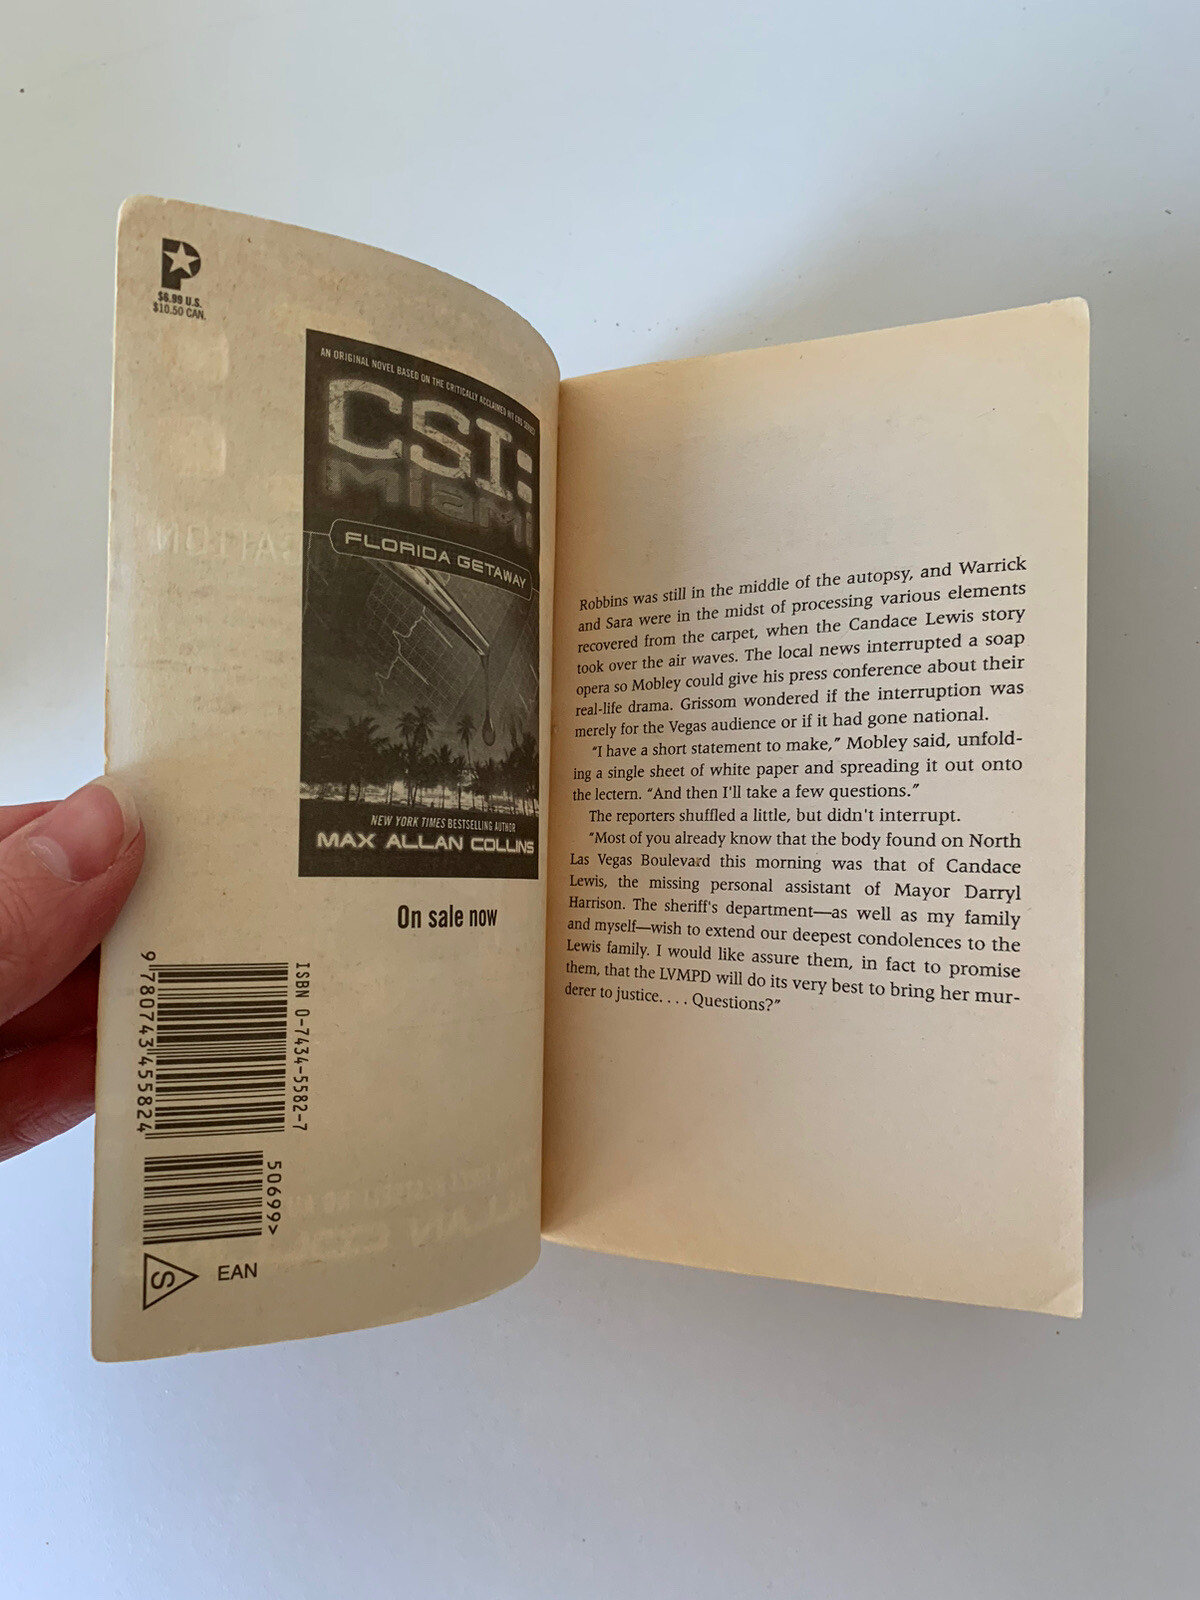 P
$6.99 U.S.
$10.50 CAN.
AN ORIGINAL NOVEL BASED ON THE CRITICALLY ACCLAIMED HIT CBS SERIES
CSI:
Miami
FLORIDA GETAWAY
NEW YORK TIMES BESTSELLING AUTHOR
MAX ALLAN COLLINS
On sale now
ISBN 0-7434-5582-7
9 780743 455824
50699>
S
EAN
Robbins was still in the middle of the autopsy, and Warrick
and Sara were in the midst of processing various elements
recovered from the carpet, when the Candace Lewis story
took over the air waves. The local news interrupted a soap
opera so Mobley could give his press conference about their
real-life drama. Grissom wondered if the interruption was
merely for the Vegas audience or if it had gone national.
“I have a short statement to make,” Mobley said, unfold-
ing a single sheet of white paper and spreading it out onto
the lectern. “And then I'll take a few questions.”
The reporters shuffled a little, but didn't interrupt.
“Most of you already know that the body found on North
Las Vegas Boulevard this morning was that of Candace
Lewis, the missing personal assistant of Mayor Darryl
Harrison. The sheriff's department—as well as my family
and myself—wish to extend our deepest condolences to the
Lewis family. I would like assure them, in fact to promise
them, that the LVMPD will do its very best to bring her mur-
derer to justice. . . . Questions?”